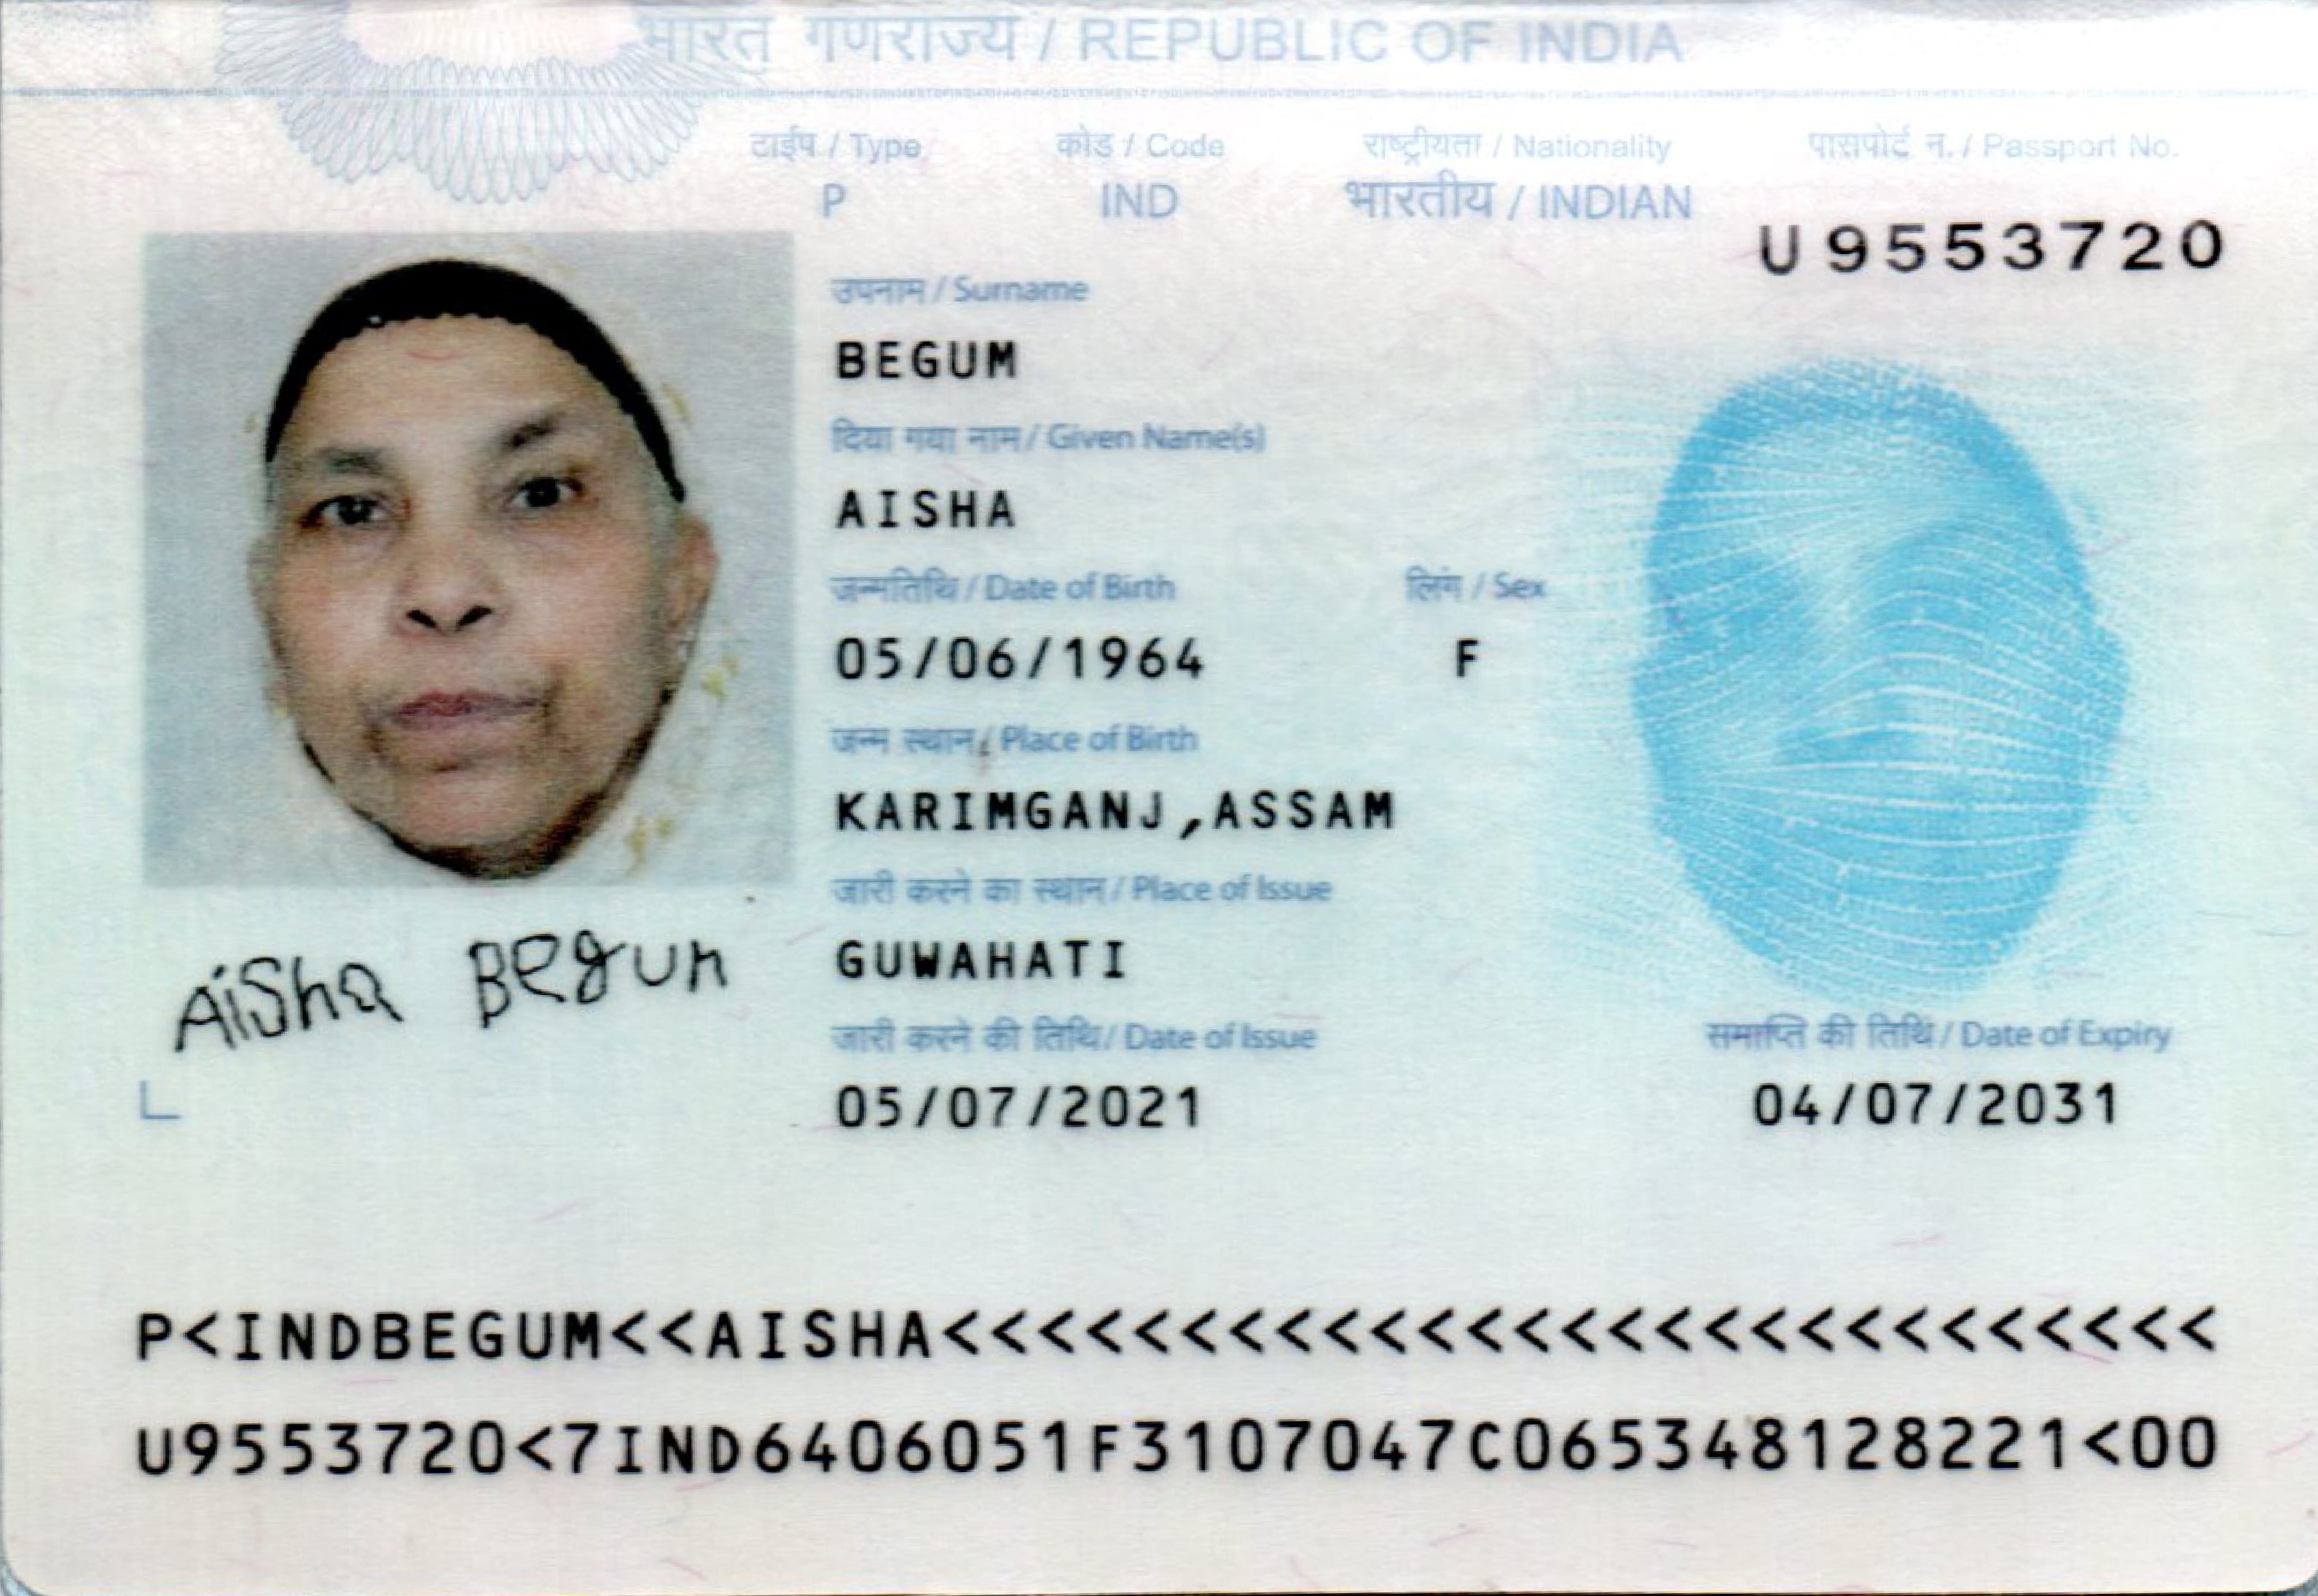 भारत गणराज्य / REPUBLIC OF INDIA
टाईप / Type कोड / Code राष्ट्रीयता / Nationality पासपोर्ट न. / Passport No.
P IND भारतीय / INDIAN U9553720
उपनाम / Surname
BEGUM
दिया गया नाम / Given Name(s)
AISHA
जन्मतिथि / Date of Birth लिंग / Sex
05/06/1964 F
जन्म स्थान / Place of Birth
KARIMGANJ,ASSAM
जारी करने का स्थान / Place of Issue
GUWAHATI
Aisha Begum
जारी करने की तिथि / Date of Issue समाप्ति की तिथि / Date of Expiry
L 05/07/2021 04/07/2031
P<INDBEGUM<<AISHA<<<<<<<<<<<<<<<<<<<<<<<<<<<
U9553720<7IND6406051F3107047C065348128221<00